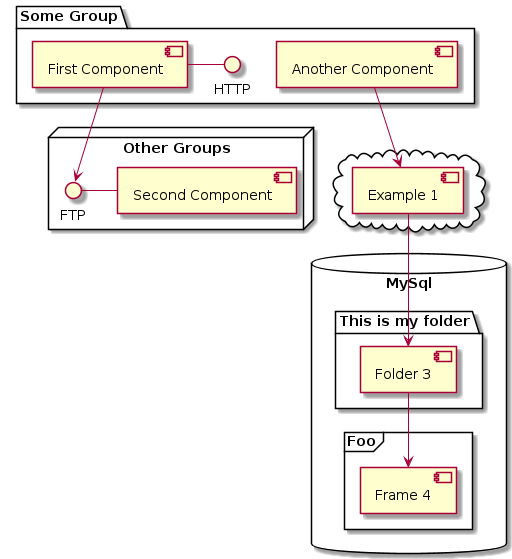 Some Group
First Component
HTTP
Another Component
Other Groups
FTP
Second Component
Example 1
MySql
This is my folder
Folder 3
Foo
Frame 4